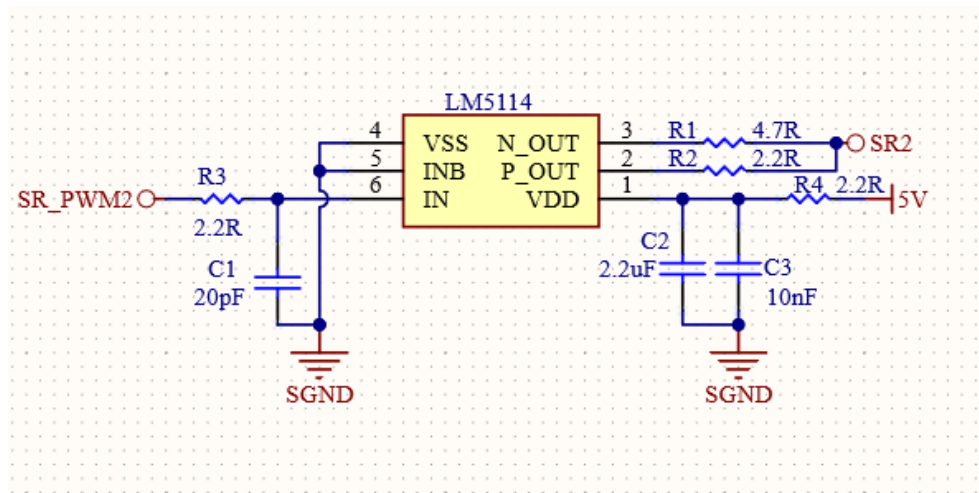 LM5114
4 VSS N_OUT 3 R1 4.7R SR2
5 INB P_OUT 2 R2 2.2R
SR_PWM2 R3 6 IN VDD 1 R4 2.2R 5V
2.2R
C1
20pF
C2
2.2uF
C3
10nF
SGND
SGND